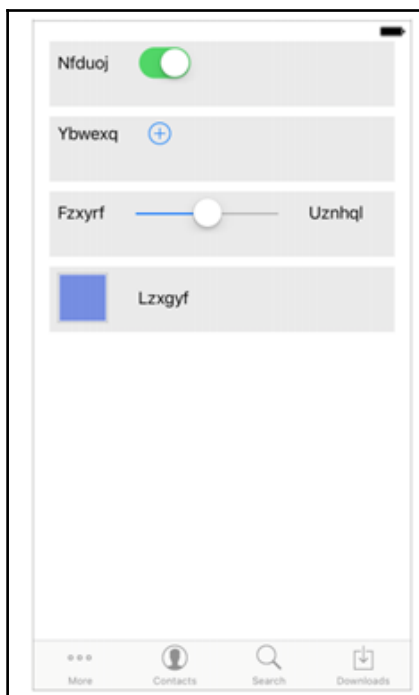 Nfduoj
Ybwexq
Fzxyrf Uznhql
Lzxgyf
More Contacts Search Downloads